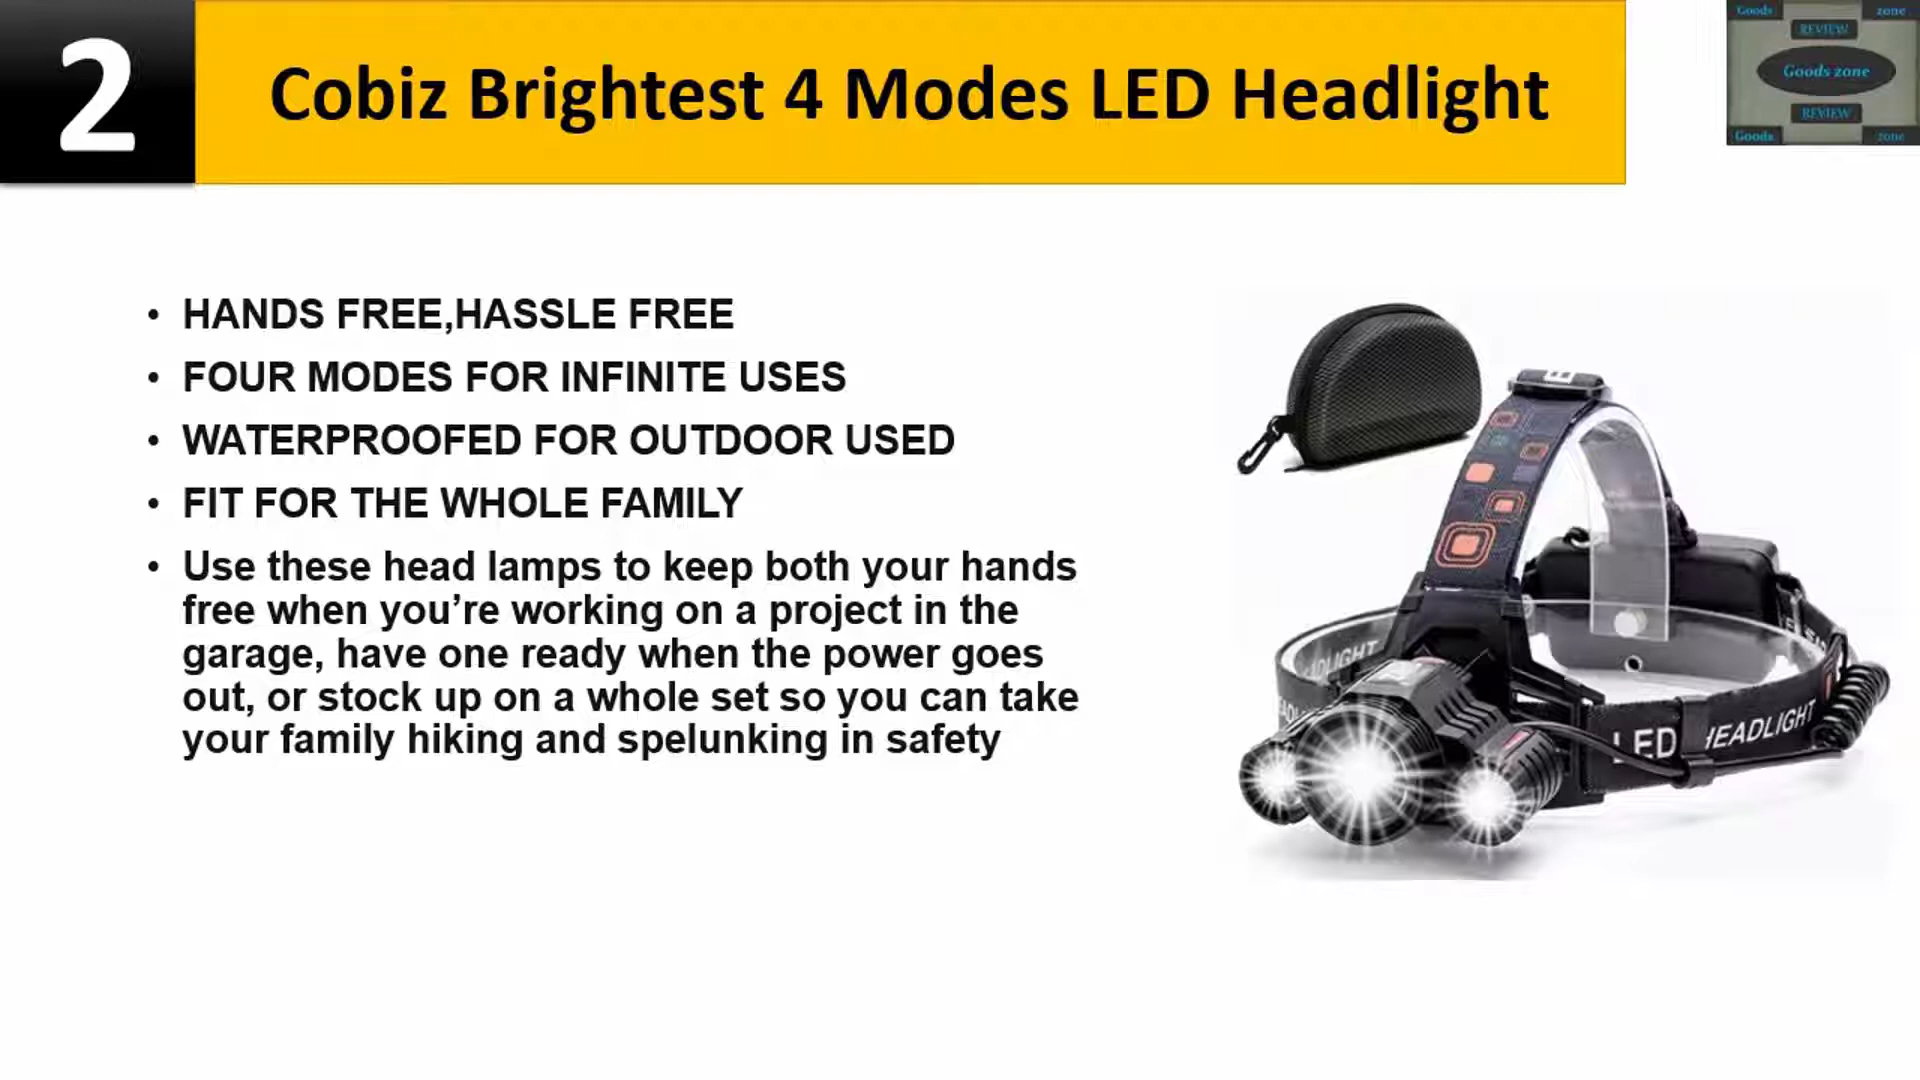 2
Cobiz Brightest 4 Modes LED Headlight
Goods zone
REVIEW
Goods zone
REVIEW
Goods zone
• HANDS FREE,HASSLE FREE
• FOUR MODES FOR INFINITE USES
• WATERPROOFED FOR OUTDOOR USED
• FIT FOR THE WHOLE FAMILY
• Use these head lamps to keep both your hands
free when you’re working on a project in the
garage, have one ready when the power goes
out, or stock up on a whole set so you can take
your family hiking and spelunking in safety
LED HEADLIGHT